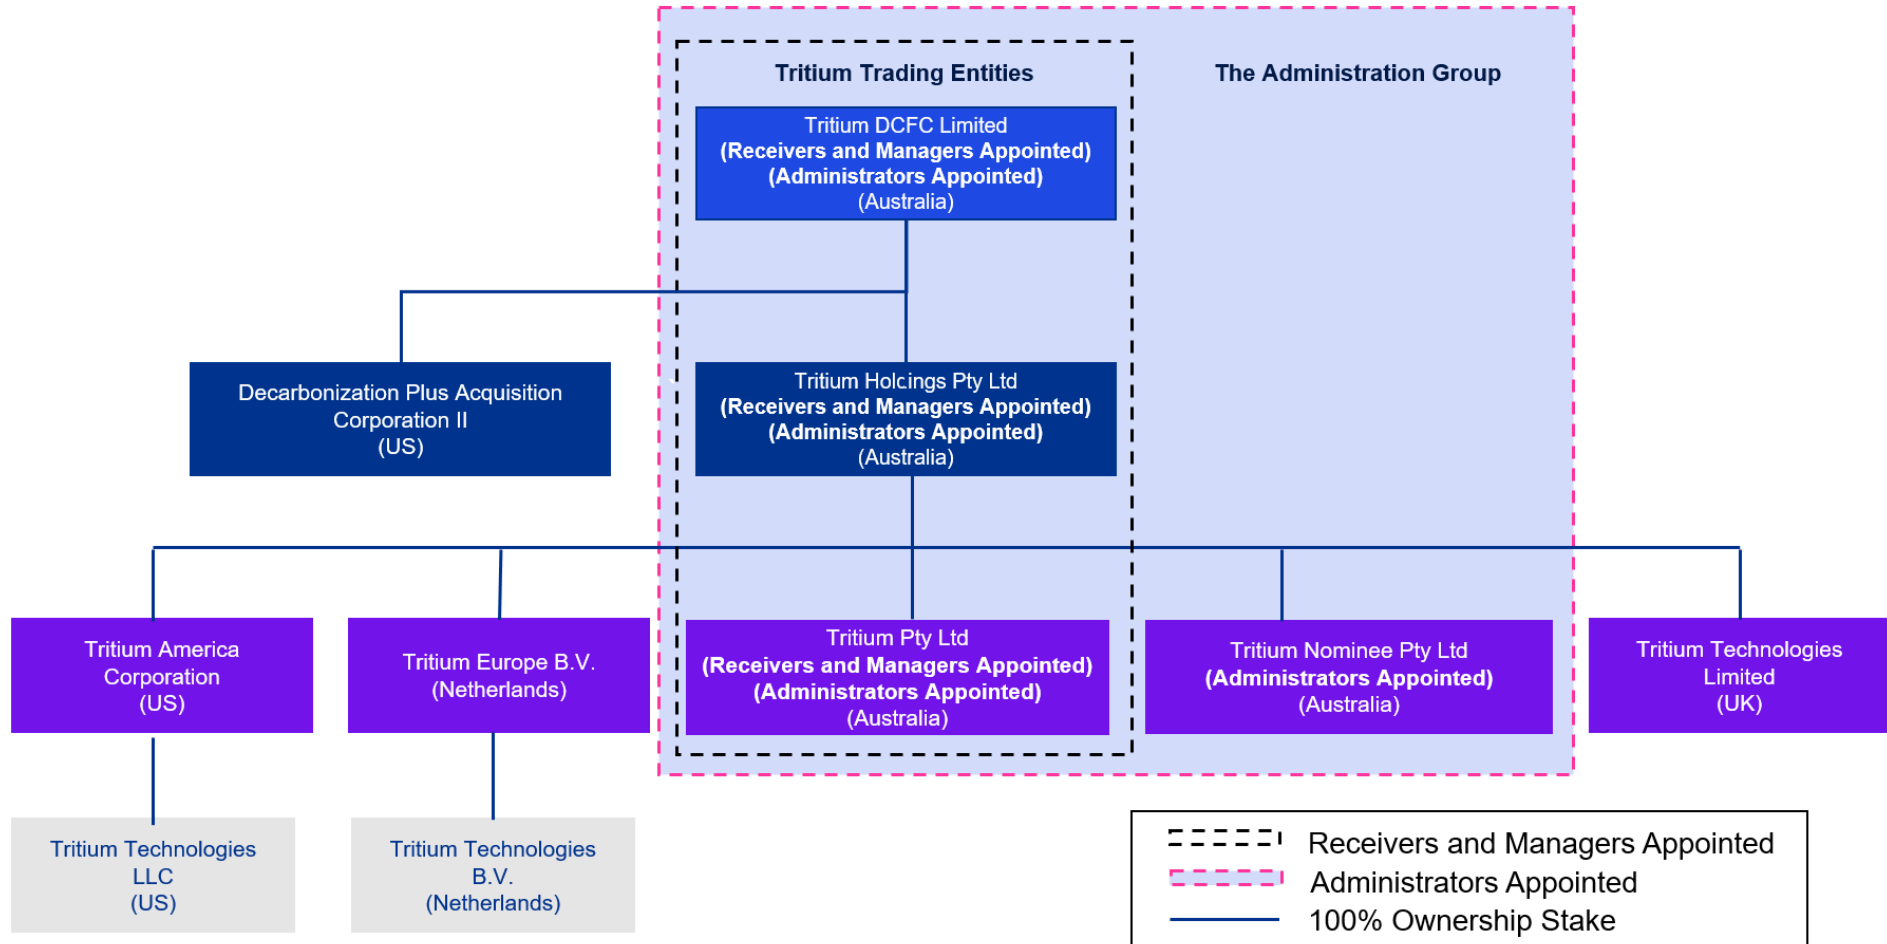 Tritium Trading Entities
The Administration Group
Tritium DCFC Limited
(Receivers and Managers Appointed)
(Administrators Appointed)
(Australia)
Decarbonization Plus Acquisition
Corporation II
(US)
Tritium Holdings Pty Ltd
(Receivers and Managers Appointed)
(Administrators Appointed)
(Australia)
Tritium America
Corporation
(US)
Tritium Europe B.V.
(Netherlands)
Tritium Pty Ltd
(Receivers and Managers Appointed)
(Administrators Appointed)
(Australia)
Tritium Nominee Pty Ltd
(Administrators Appointed)
(Australia)
Tritium Technologies
Limited
(UK)
Tritium Technologies
LLC
(US)
Tritium Technologies
B.V.
(Netherlands)
Receivers and Managers Appointed
Administrators Appointed
100% Ownership Stake